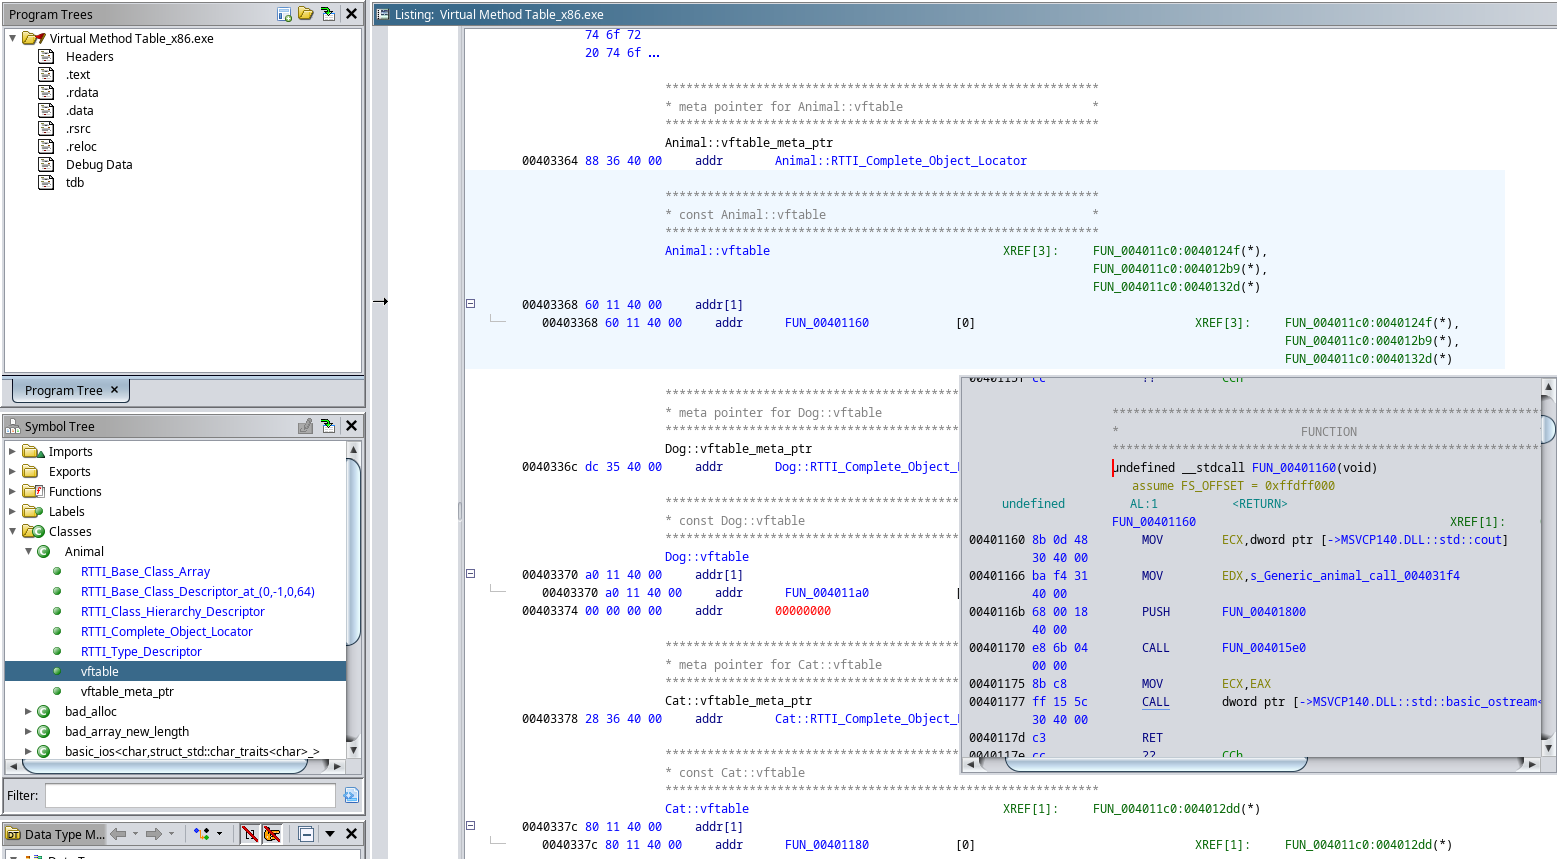 Program Trees
Virtual Method Table_x86.exe
Headers
.text
.rdata
.data
.rsrc
.reloc
Debug Data
tdb
Program Tree ×
Symbol Tree
Imports
Exports
Functions
Labels
Classes
Animal
RTTI_Base_Class_Array
RTTI_Base_Class_Descriptor_at_(0,-1,0,64)
RTTI_Class_Hierarchy_Descriptor
RTTI_Complete_Object_Locator
RTTI_Type_Descriptor
vftable
vftable_meta_ptr
bad_alloc
bad_array_new_length
basic_ios<char,struct_std::char_traits<char>_>
Filter:
Data Type M...
Listing: Virtual Method Table_x86.exe
74 6f 72
20 74 6f ...
**************************************************************
* meta pointer for Animal::vftable *
**************************************************************
Animal::vftable_meta_ptr
00403364 88 36 40 00 addr Animal::RTTI_Complete_Object_Locator
**************************************************************
* const Animal::vftable *
**************************************************************
Animal::vftable XREF[3]: FUN_004011c0:0040124f(*),
FUN_004011c0:004012b9(*),
FUN_004011c0:0040132d(*)
00403368 60 11 40 00 addr[1]
00403368 60 11 40 00 addr FUN_00401160 [0] XREF[3]: FUN_004011c0:0040124f(*),
FUN_004011c0:004012b9(*),
FUN_004011c0:0040132d(*)
******************************************
* meta pointer for Dog::vftable
******************************************
Dog::vftable_meta_ptr
0040336c dc 35 40 00 addr Dog::RTTI_Complete_Object_
******************************************
* const Dog::vftable
******************************************
Dog::vftable
00403370 a0 11 40 00 addr[1]
00403370 a0 11 40 00 addr FUN_004011a0 [
00403374 00 00 00 00 addr 00000000
******************************************
* meta pointer for Cat::vftable
******************************************
Cat::vftable_meta_ptr
00403378 28 36 40 00 addr Cat::RTTI_Complete_Object_
******************************************
* const Cat::vftable
**************************************************************
Cat::vftable XREF[1]: FUN_004011c0:004012dd(*)
0040337c 80 11 40 00 addr[1]
0040337c 80 11 40 00 addr FUN_00401180 [0] XREF[1]: FUN_004011c0:004012dd(*)
0040115f cc ?? CCh
*************************************************************
* FUNCTION
*************************************************************
undefined __stdcall FUN_00401160(void)
assume FS_OFFSET = 0xffdff000
undefined AL:1 <RETURN>
FUN_00401160 XREF[1]:
00401160 8b 0d 48 MOV ECX,dword ptr [->MSVCP140.DLL::std::cout]
30 40 00
00401166 ba f4 31 MOV EDX,s_Generic_animal_call_004031f4
40 00
0040116b 68 00 18 PUSH FUN_00401800
40 00
00401170 e8 6b 04 CALL FUN_004015e0
00 00
00401175 8b c8 MOV ECX,EAX
00401177 ff 15 5c CALL dword ptr [->MSVCP140.DLL::std::basic_ostream<
30 40 00
0040117d c3 RET
0040117e cc ?? CCh